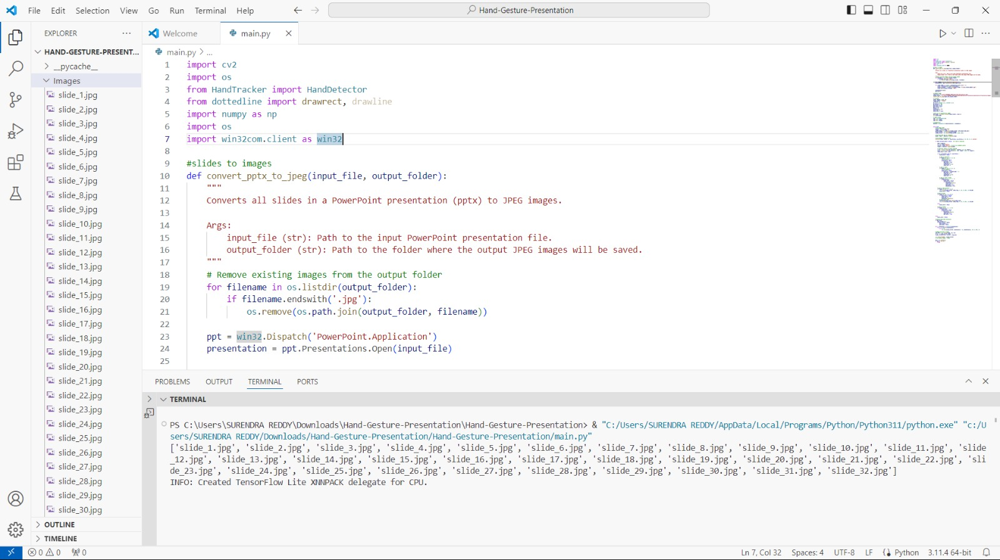 File Edit Selection View Go Run Terminal Help
Hand-Gesture-Presentation
EXPLORER
HAND-GESTURE-PRESENT...
__pycache__
Images
slide_1.jpg
slide_2.jpg
slide_3.jpg
slide_4.jpg
slide_5.jpg
slide_6.jpg
slide_7.jpg
slide_8.jpg
slide_9.jpg
slide_10.jpg
slide_11.jpg
slide_12.jpg
slide_13.jpg
slide_14.jpg
slide_15.jpg
slide_16.jpg
slide_17.jpg
slide_18.jpg
slide_19.jpg
slide_20.jpg
slide_21.jpg
slide_22.jpg
slide_23.jpg
slide_24.jpg
slide_25.jpg
slide_26.jpg
slide_27.jpg
slide_28.jpg
slide_29.jpg
slide_30.jpg
OUTLINE
TIMELINE
Welcome
main.py
main.py > ...
1 import cv2
2 import os
3 from HandTracker import HandDetector
4 from dottedline import drawrect, drawline
5 import numpy as np
6 import os
7 import win32com.client as win32
8
9 #slides to images
10 def convert_pptx_to_jpeg(input_file, output_folder):
11 """
12 Converts all slides in a PowerPoint presentation (pptx) to JPEG images.
13
14 Args:
15 input_file (str): Path to the input PowerPoint presentation file.
16 output_folder (str): Path to the folder where the output JPEG images will be saved.
17 """
18 # Remove existing images from the output folder
19 for filename in os.listdir(output_folder):
20 if filename.endswith('.jpg'):
21 os.remove(os.path.join(output_folder, filename))
22
23 ppt = win32.Dispatch('PowerPoint.Application')
24 presentation = ppt.Presentations.Open(input_file)
25
PROBLEMS OUTPUT TERMINAL PORTS
TERMINAL
PS C:\Users\SURENDRA REDDY\Downloads\Hand-Gesture-Presentation\Hand-Gesture-Presentation> & "C:/Users/SURENDRA REDDY/AppData/Local/Programs/Python/Python311/python.exe" "c:/U
sers/SURENDRA REDDY/Downloads/Hand-Gesture-Presentation/Hand-Gesture-Presentation/main.py"
['slide_1.jpg', 'slide_2.jpg', 'slide_3.jpg', 'slide_4.jpg', 'slide_5.jpg', 'slide_6.jpg', 'slide_7.jpg', 'slide_8.jpg', 'slide_9.jpg', 'slide_10.jpg', 'slide_11.jpg', 'slide
_12.jpg', 'slide_13.jpg', 'slide_14.jpg', 'slide_15.jpg', 'slide_16.jpg', 'slide_17.jpg', 'slide_18.jpg', 'slide_19.jpg', 'slide_20.jpg', 'slide_21.jpg', 'slide_22.jpg', 'sli
de_23.jpg', 'slide_24.jpg', 'slide_25.jpg', 'slide_26.jpg', 'slide_27.jpg', 'slide_28.jpg', 'slide_29.jpg', 'slide_30.jpg', 'slide_31.jpg', 'slide_32.jpg']
INFO: Created TensorFlow Lite XNNPACK delegate for CPU.
0 0 0 Ln 7, Col 32 Spaces: 4 UTF-8 LF Python 3.11.4 64-bit